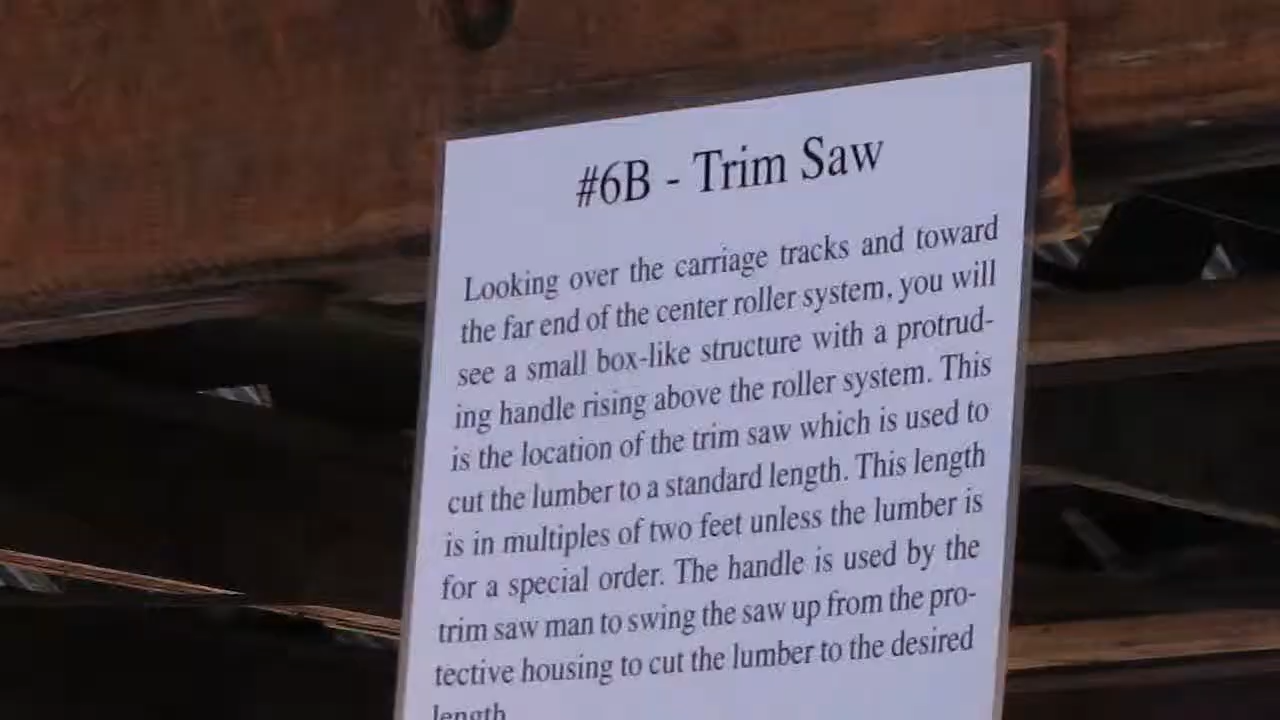 #6B - Trim Saw
Looking over the carriage tracks and toward
the far end of the center roller system, you will
see a small box-like structure with a protrud-
ing handle rising above the roller system. This
is the location of the trim saw which is used to
cut the lumber to a standard length. This length
is in multiples of two feet unless the lumber is
for a special order. The handle is used by the
trim saw man to swing the saw up from the pro-
tective housing to cut the lumber to the desired
length